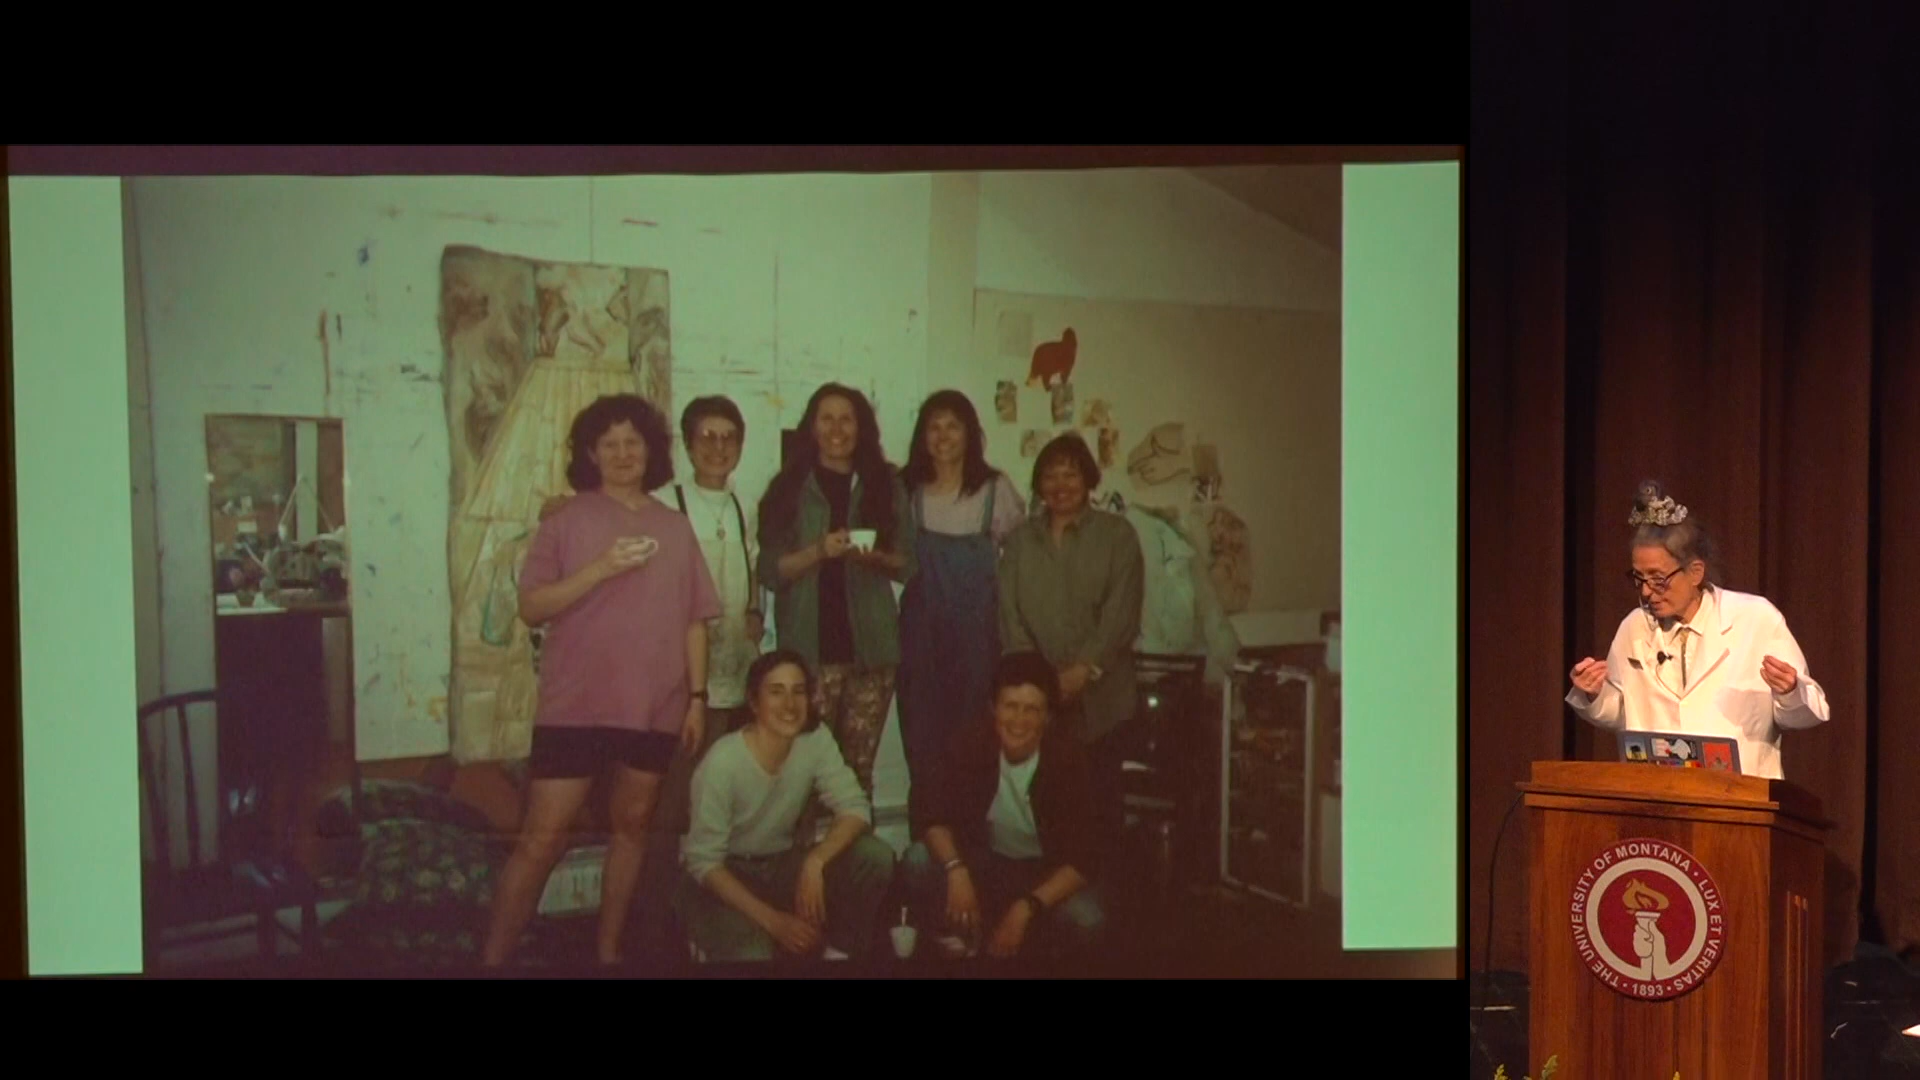 THE UNIVERSITY OF MONTANA • LUX ET VERITAS •
1893